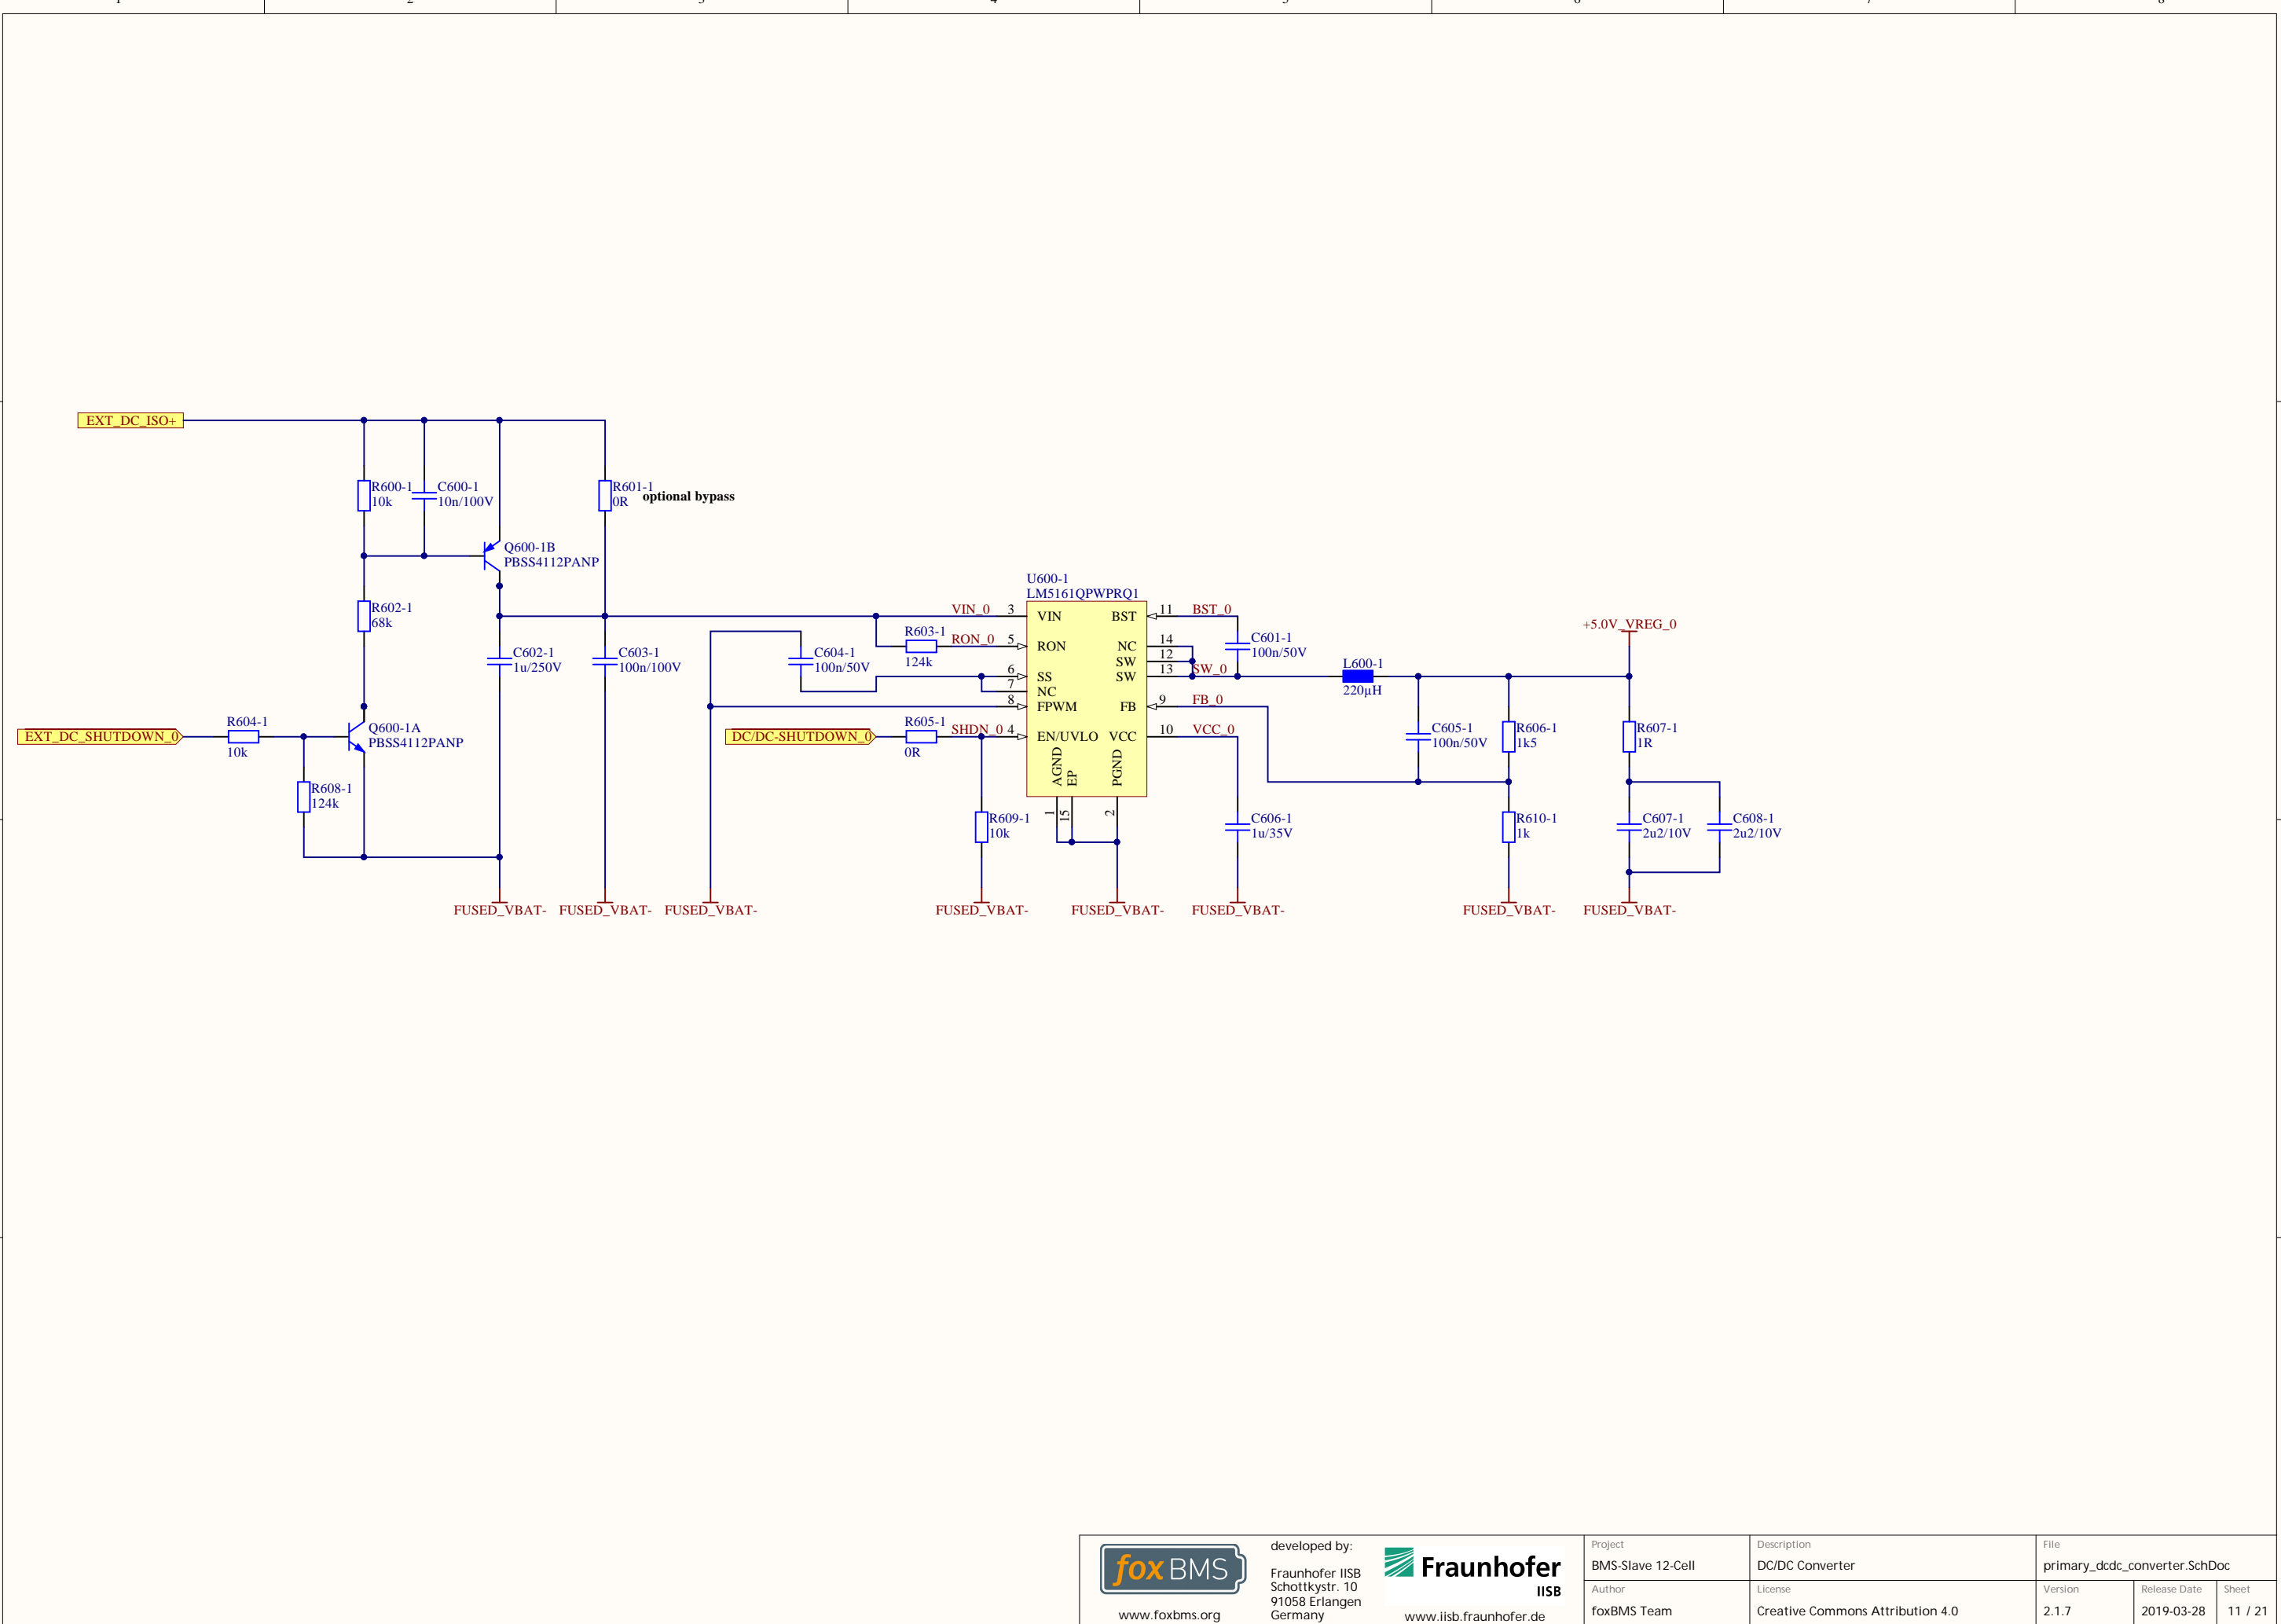 EXT_DC_ISO+
R600-1
10k
C600-1
10n/100V
R601-1
0R
optional bypass
Q600-1B
PBSS4112PANP
R602-1
68k
C602-1
1u/250V
C603-1
100n/100V
C604-1
100n/50V
EXT_DC_SHUTDOWN_0
R604-1
10k
Q600-1A
PBSS4112PANP
R608-1
124k
FUSED_VBAT-
FUSED_VBAT-
FUSED_VBAT-
U600-1
LM5161QPWPRQ1
VIN_0
3
VIN
R603-1
124k
RON_0
5
RON
6
SS
7
NC
8
FPWM
DC/DC-SHUTDOWN_0
R605-1
0R
SHDN_0
4
EN/UVLO
AGND
EP
PGND
1
15
2
BST
11
BST_0
NC
14
SW
12
SW
13
SW_0
FB
9
FB_0
VCC
10
VCC_0
R609-1
10k
C601-1
100n/50V
L600-1
220µH
C605-1
100n/50V
R606-1
1k5
+5.0V_VREG_0
R607-1
1R
C606-1
1u/35V
R610-1
1k
C607-1
2u2/10V
C608-1
2u2/10V
FUSED_VBAT-
FUSED_VBAT-
FUSED_VBAT-
FUSED_VBAT-
FUSED_VBAT-
foxBMS
www.foxbms.org
developed by:
Fraunhofer IISB
Schottkystr. 10
91058 Erlangen
Germany
Fraunhofer
IISB
www.iisb.fraunhofer.de
Project
BMS-Slave 12-Cell
Description
DC/DC Converter
File
primary_dcdc_converter.SchDoc
Author
foxBMS Team
License
Creative Commons Attribution 4.0
Version
2.1.7
Release Date
2019-03-28
Sheet
11 / 21